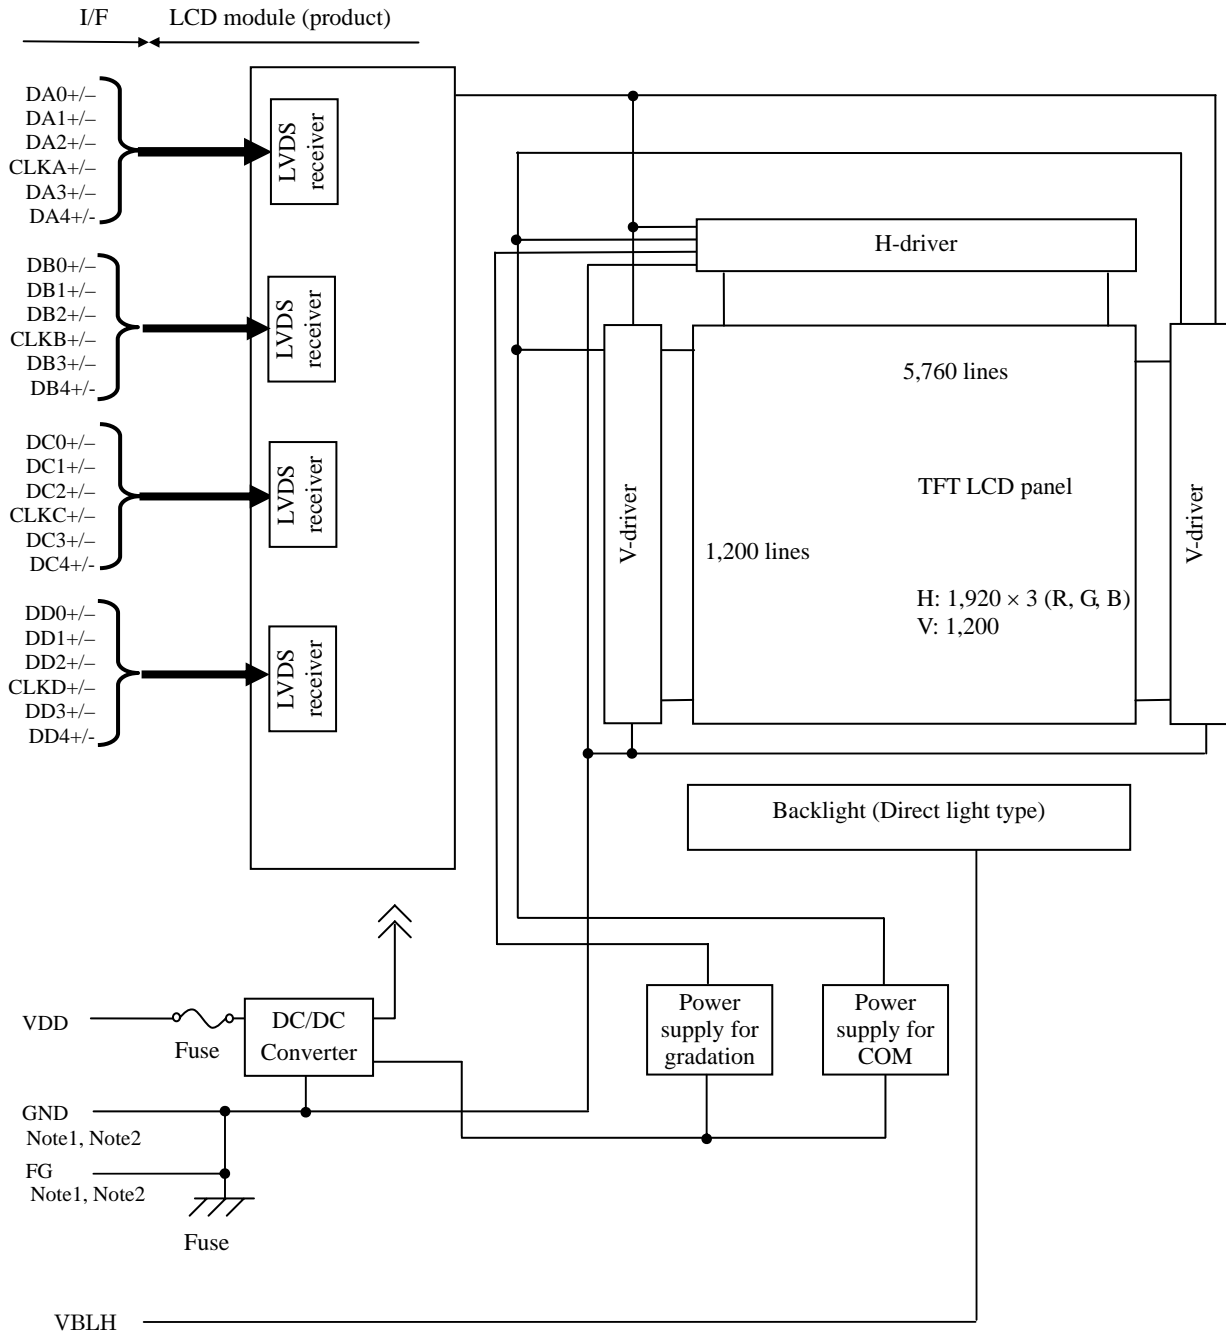 I/F
LCD module (product)
DA0+/–
DA1+/–
DA2+/–
CLKA+/–
DA3+/–
DA4+/-
LVDS
receiver
DB0+/–
DB1+/–
DB2+/–
CLKB+/–
DB3+/–
DB4+/-
LVDS
receiver
DC0+/–
DC1+/–
DC2+/–
CLKC+/–
DC3+/–
DC4+/-
LVDS
receiver
DD0+/–
DD1+/–
DD2+/–
CLKD+/–
DD3+/–
DD4+/-
LVDS
receiver
H-driver
V-driver
5,760 lines
TFT LCD panel
1,200 lines
H: 1,920 × 3 (R, G, B)
V: 1,200
V-driver
Backlight (Direct light type)
VDD
Fuse
DC/DC
Converter
Power
supply for
gradation
Power
supply for
COM
GND
Note1, Note2
FG
Note1, Note2
Fuse
VBLH